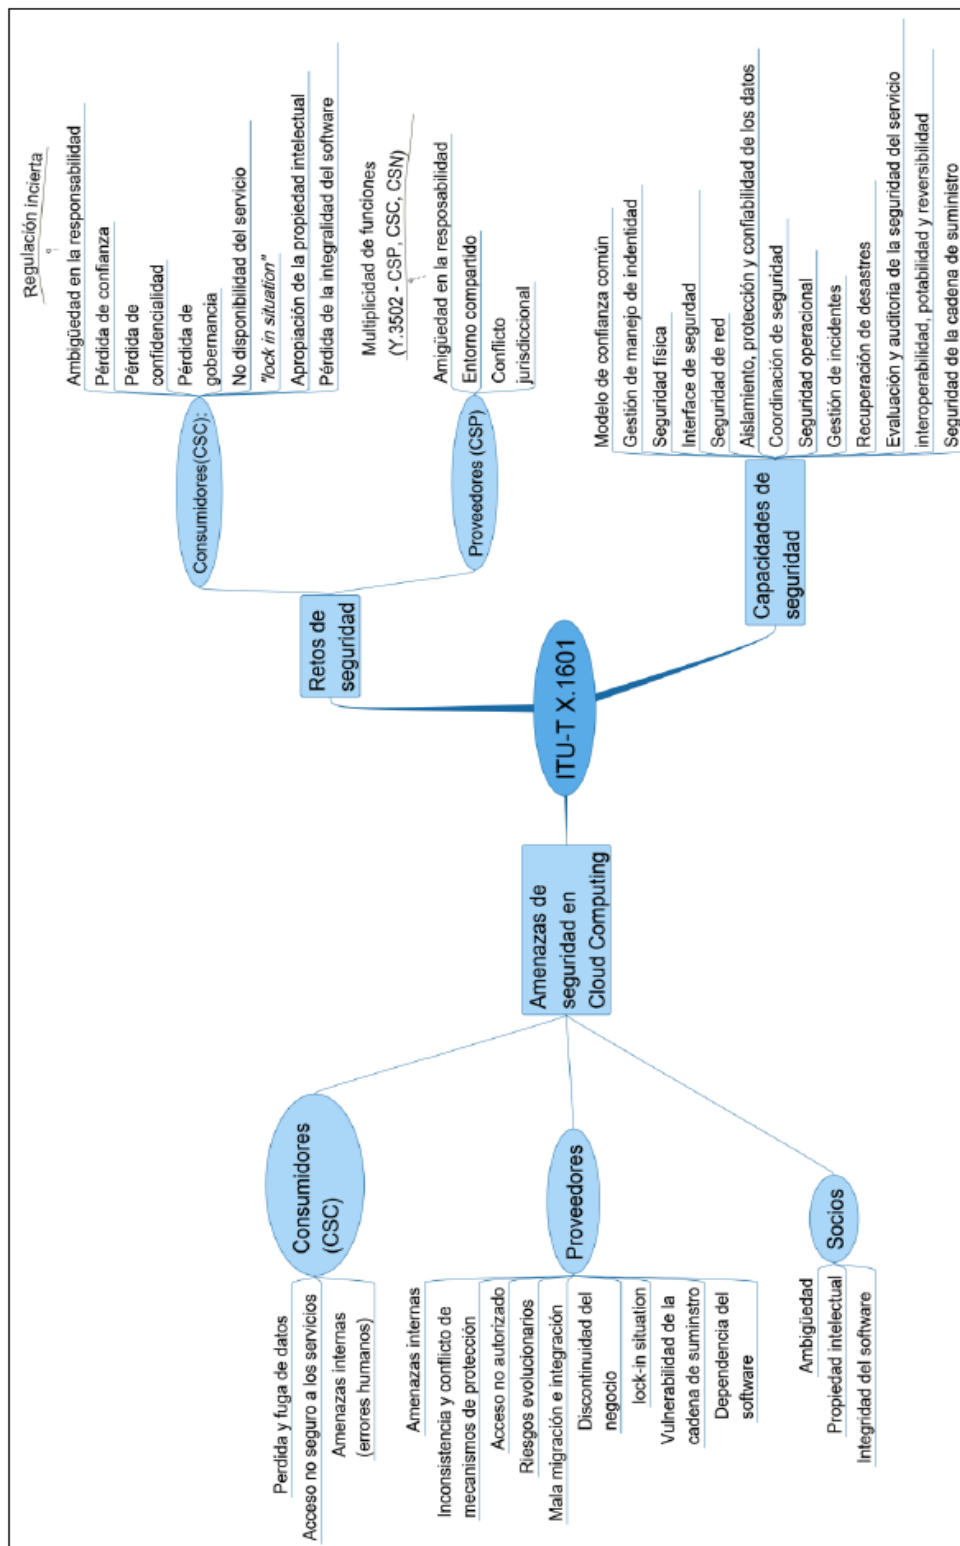 ITU-T X.1601
Retos de
seguridad
Consumidores(CSC):
Regulación incierta
Ambigüedad en la responsabilidad
Pérdida de confianza
Pérdida de
confidencialidad
Pérdida de
gobernancia
No disponibilidad del servicio
"lock in situation"
Apropiación de la propiedad intelectual
Pérdida de la integralidad del software
Proveedores (CSP)
Multiplicidad de funciones
(Y.3502 - CSP, CSC, CSN)
Amigüedad en la resposabilidad
Entorno compartido
Conflicto
jurisdiccional
Capacidades de
seguridad
Modelo de confianza común
Gestión de manejo de indentidad
Seguridad física
Interface de segurdad
Seguridad de red
Aislamiento, protección y confiabilidad de los datos
Coordinación de seguridad
Seguridad operacional
Gestión de incidentes
Recuperación de desastres
Evaluación y auditoria de la seguridad del servicio
interoperabilidad, potabilidad y reversibilidad
Seguridad de la cadena de suministro
Amenazas de
seguridad en
Cloud Computing
Consumidores
(CSC)
Perdida y fuga de datos
Acceso no seguro a los servicios
Amenazas internas
(errores humanos)
Proveedores
Amenazas internas
Inconsistencia y conflicto de
mecanismos de protección
Acceso no autorizado
Riesgos evolucionarios
Mala migración e integración
Discontinuidad del
negocio
lock-in situation
Vulnerabilidad de la
cadena de suminstro
Dependencia del
software
Socios
Ambigüedad
Propiedad intelectual
Integridad del software